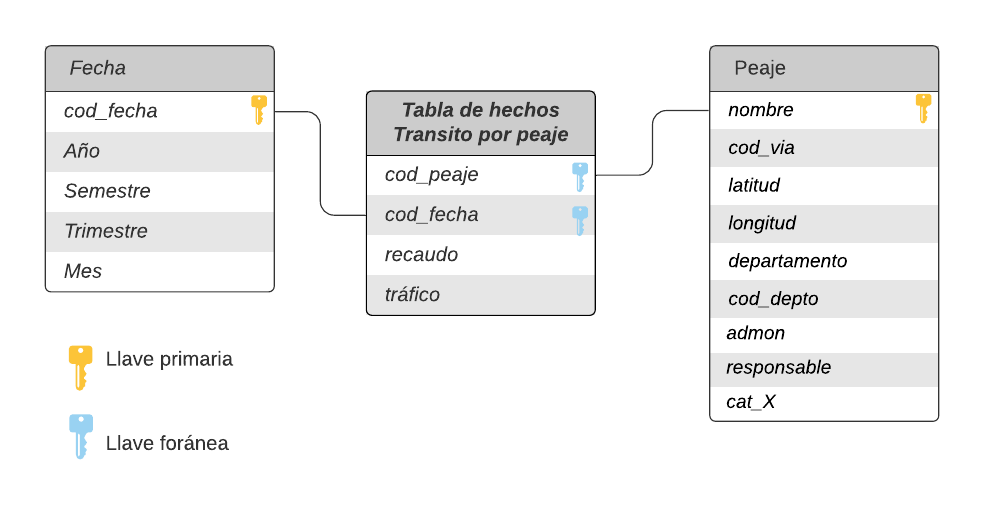 Fecha
cod_fecha
Año
Semestre
Trimestre
Mes
Tabla de hechos
Transito por peaje
cod_peaje
cod_fecha
recaudo
tráfico
Peaje
nombre
cod_via
latitud
longitud
departamento
cod_depto
admon
responsable
cat_X
Llave primaria
Llave foránea